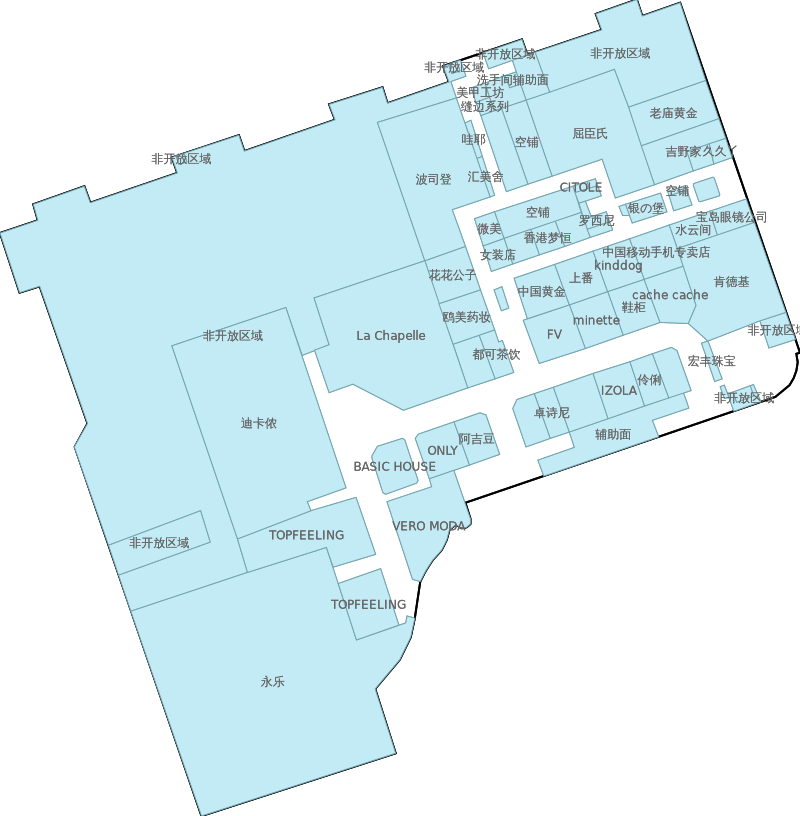 非开放区域
非开放区域
非开放区域
洗手间辅助面
美甲工坊
缝边系列
老庙黄金
屈臣氏
哇耶
空铺
吉野家
久久丫
非开放区域
波司登
汇美舍
CITOLE
空铺
银の堡
空铺
罗西尼
宝岛眼镜公司
微美
香港梦恒
水云间
女装店
中国移动手机专卖店
kinddog
花花公子
上番
肯德基
中国黄金
cache cache
鞋柜
鸥美药妆
minette
非开放区域
La Chapelle
FV
非开放区域
都可茶饮
宏丰珠宝
伶俐
IZOLA
非开放区域
卓诗尼
迪卡侬
辅助面
阿吉豆
ONLY
BASIC HOUSE
VERO MODA
TOPFEELING
非开放区域
TOPFEELING
永乐